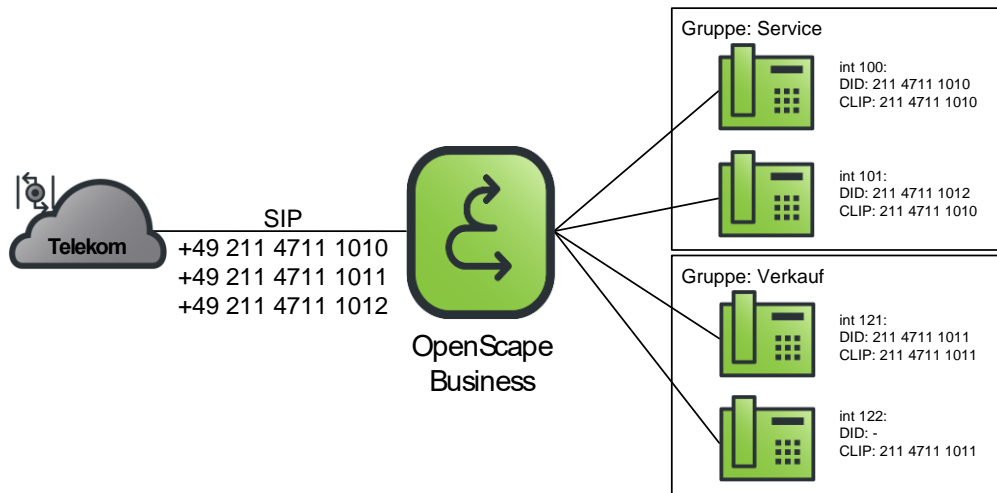 Gruppe: Service
int 100:
DID: 211 4711 1010
CLIP: 211 4711 1010
int 101:
DID: 211 4711 1012
CLIP: 211 4711 1010
Telekom
SIP
+49 211 4711 1010
+49 211 4711 1011
+49 211 4711 1012
OpenScape
Business
Gruppe: Verkauf
int 121:
DID: 211 4711 1011
CLIP: 211 4711 1011
int 122:
DID: -
CLIP: 211 4711 1011